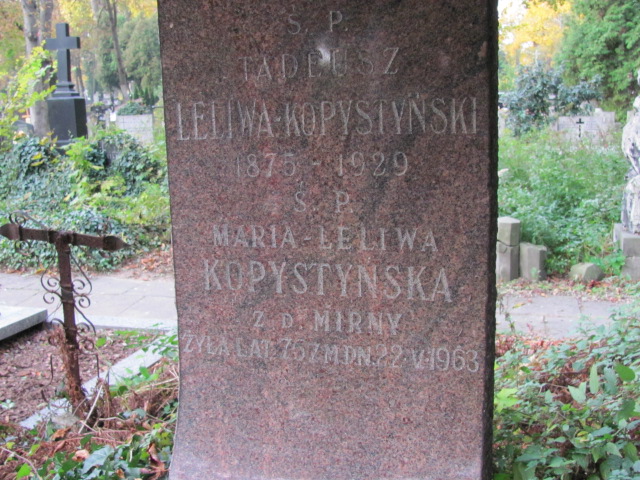 Ś. P.
TADEUSZ
LELIWA-KOPYSTYŃSKI
1875 - 1929
Ś. P.
MARIA-LELIWA
KOPYSTYŃSKA
Z D. MIRNY
ŻYŁA LAT 75 ZM. DN. 22.V.1963